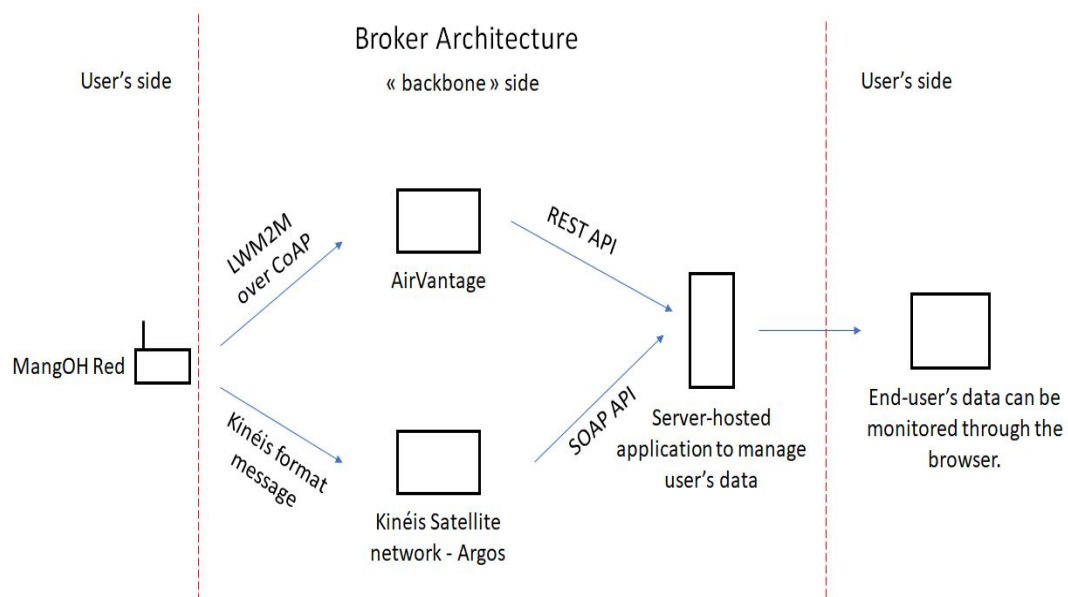 Broker Architecture
User's side
« backbone » side
User's side
LWM2M
over CoAP
REST API
AirVantage
MangOH Red
Kinéis format
message
SOAP API
Kinéis Satellite
network - Argos
Server-hosted
application to manage
user's data
End-user's data can be
monitored through the
browser.